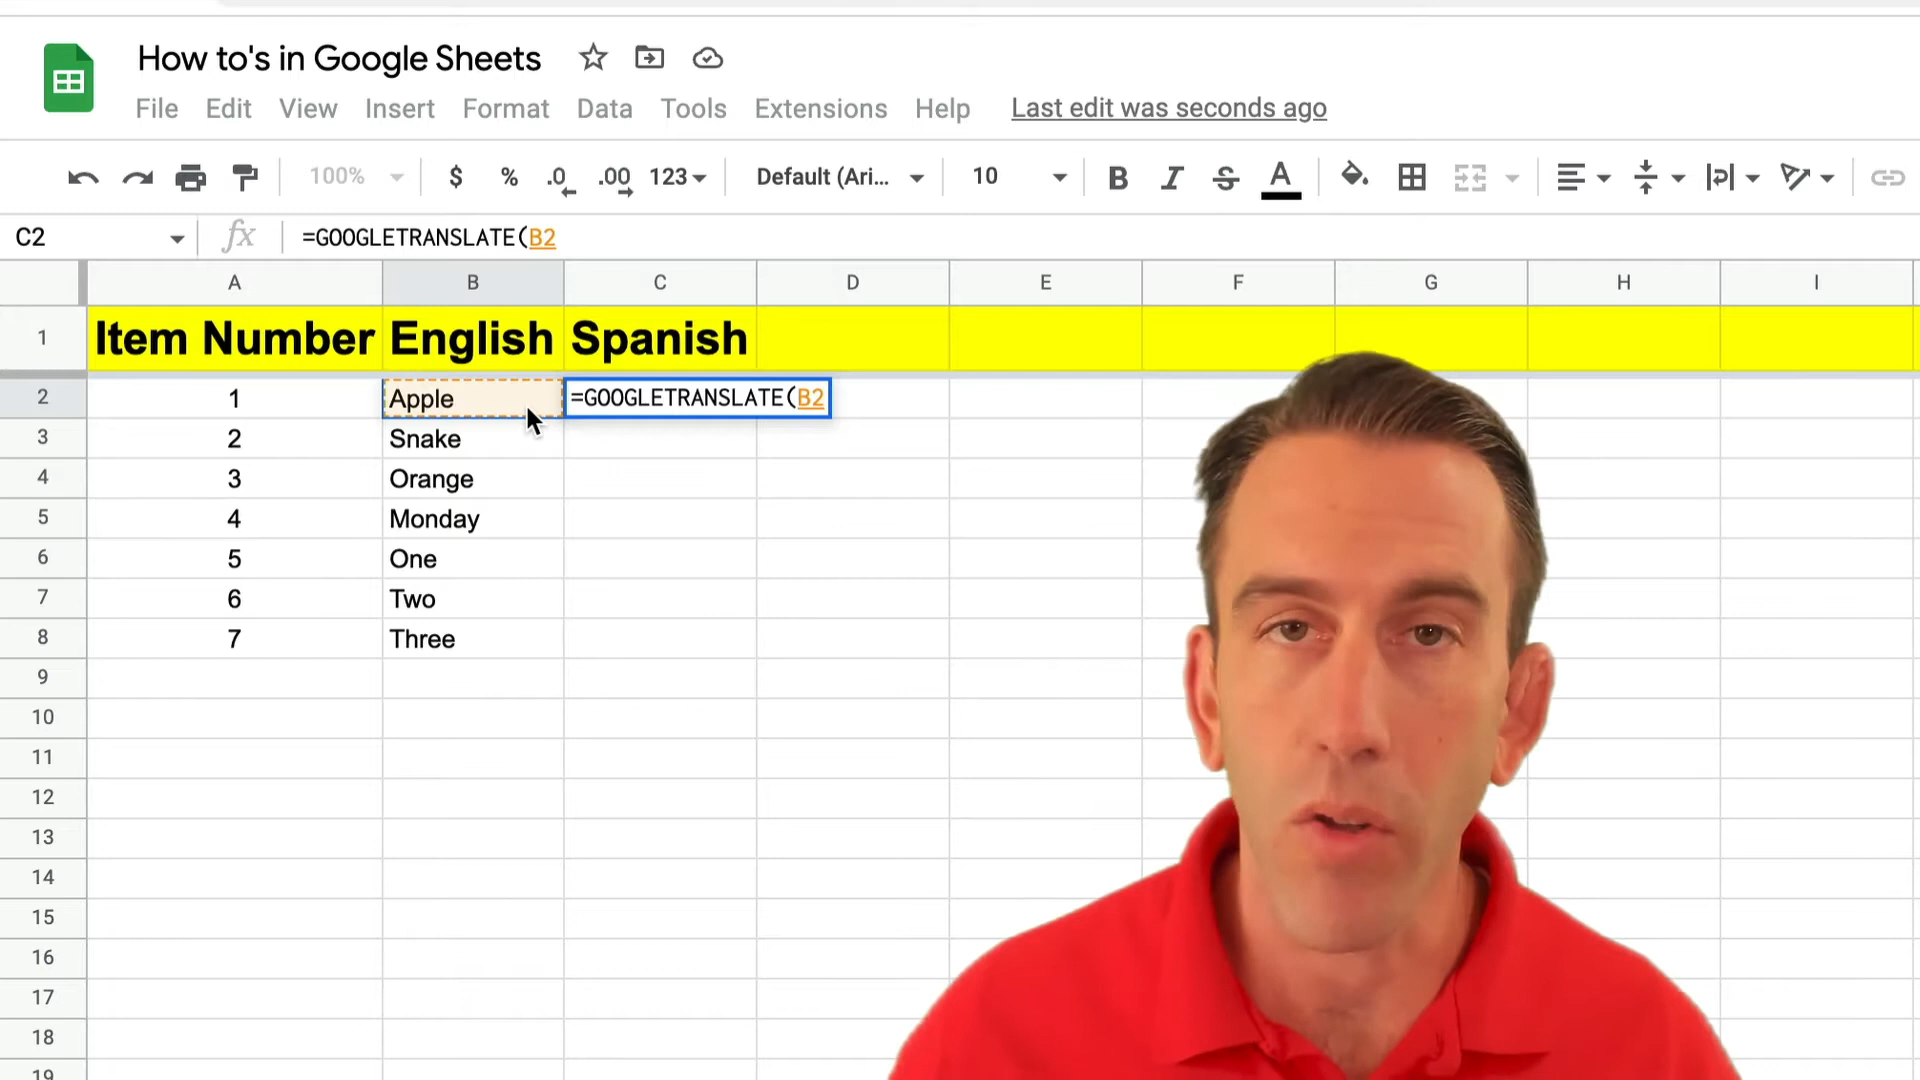 How to's in Google Sheets
File Edit View Insert Format Data Tools Extensions Help Last edit was seconds ago
100% $ % .0 .00 123 Default (Ari... 10 B I S A
C2 fx =GOOGLETRANSLATE(B2
A B C D E F G H I
1 Item Number English Spanish
2 1 Apple =GOOGLETRANSLATE(B2
3 2 Snake
4 3 Orange
5 4 Monday
6 5 One
7 6 Two
8 7 Three
9
10
11
12
13
14
15
16
17
18
19